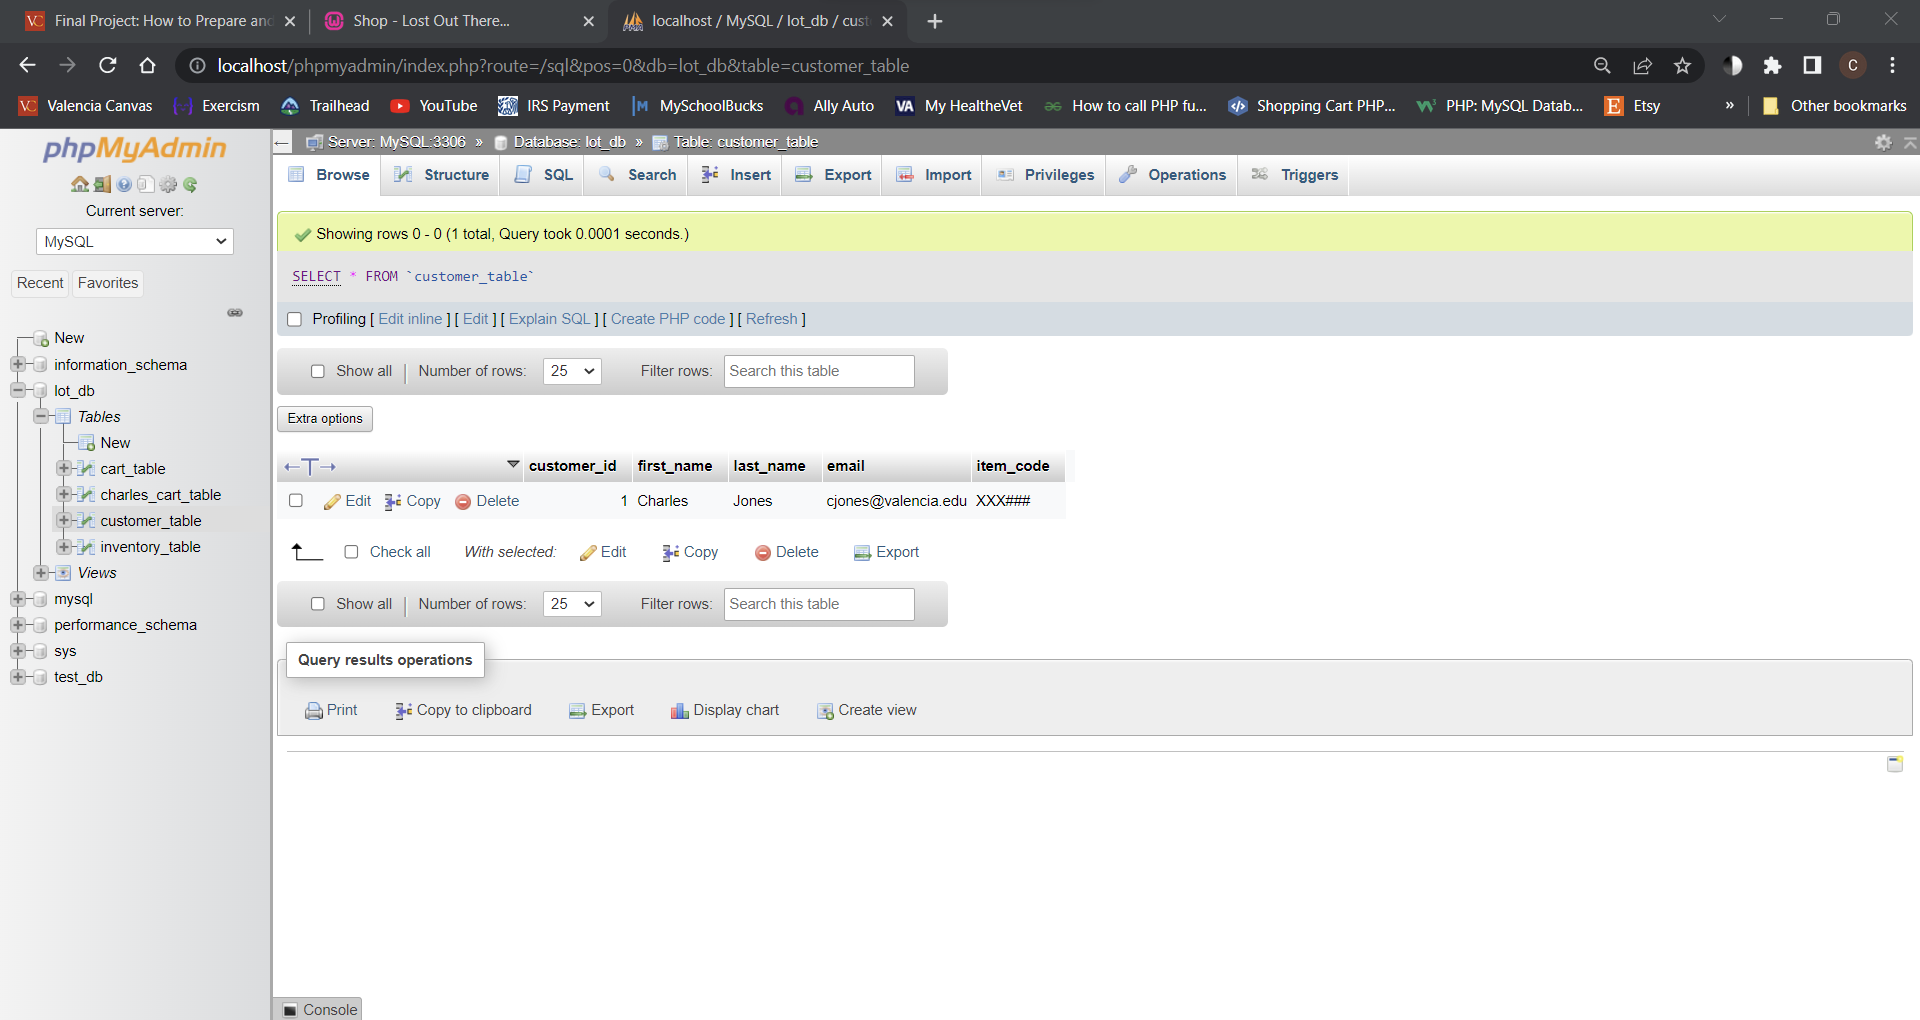 Final Project: How to Prepare and
Shop - Lost Out There...
localhost / MySQL / lot_db / cust
localhost/phpmyadmin/index.php?route=/sql&pos=0&db=lot_db&table=customer_table
C
VC Valencia Canvas
Exercism
Trailhead
YouTube
IRS Payment
MySchoolBucks
Ally Auto
VA My HealtheVet
How to call PHP fu...
Shopping Cart PHP...
PHP: MySQL Datab...
E Etsy
»
Other bookmarks
phpMyAdmin
Current server:
MySQL
Recent Favorites
New
information_schema
lot_db
Tables
New
cart_table
charles_cart_table
customer_table
inventory_table
Views
mysql
performance_schema
sys
test_db
Server: MySQL:3306 » Database: lot_db » Table: customer_table
Browse Structure SQL Search Insert Export Import Privileges Operations Triggers
Showing rows 0 - 0 (1 total, Query took 0.0001 seconds.)
SELECT * FROM `customer_table`
Profiling [ Edit inline ] [ Edit ] [ Explain SQL ] [ Create PHP code ] [ Refresh ]
Show all | Number of rows: 25 Filter rows: Search this table
Extra options
←T→ customer_id first_name last_name email item_code
Edit Copy Delete 1 Charles Jones cjones@valencia.edu XXX###
Check all With selected: Edit Copy Delete Export
Show all | Number of rows: 25 Filter rows: Search this table
Query results operations
Print Copy to clipboard Export Display chart Create view
Console